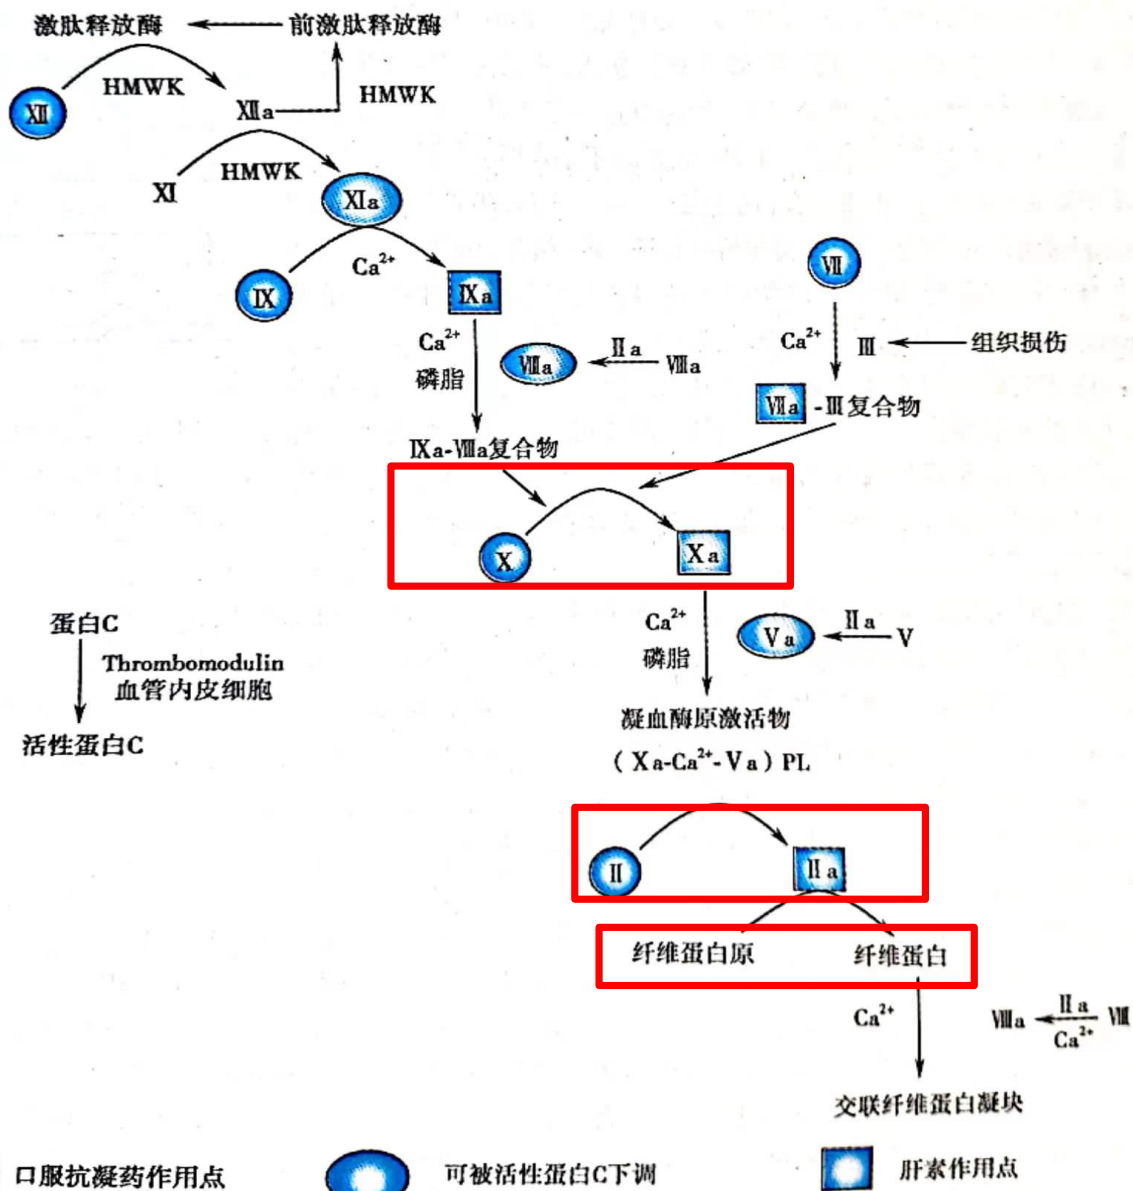 激肽释放酶 前激肽释放酶
HMWK
HMWK
Ⅻ
Ⅻa
HMWK
Ⅺ
Ⅺa
Ca²⁺
Ⅸ
Ⅸa
Ⅶ
Ca²⁺
磷脂
Ⅷa
Ⅱa
Ⅷa
Ca²⁺
Ⅲ
组织损伤
Ⅶa -Ⅲ复合物
Ⅸa-Ⅷa复合物
Ⅹ
Ⅹa
Ca²⁺
磷脂
Ⅴa
Ⅱa
Ⅴ
蛋白C
Thrombomodulin
血管内皮细胞
活性蛋白C
凝血酶原激活物
(Ⅹa-Ca²⁺-Ⅴa) PL
Ⅱ
Ⅱa
纤维蛋白原
纤维蛋白
Ca²⁺
Ⅷa
Ⅱa
Ca²⁺
Ⅷ
交联纤维蛋白凝块
口服抗凝药作用点
可被活性蛋白C下调
肝素作用点